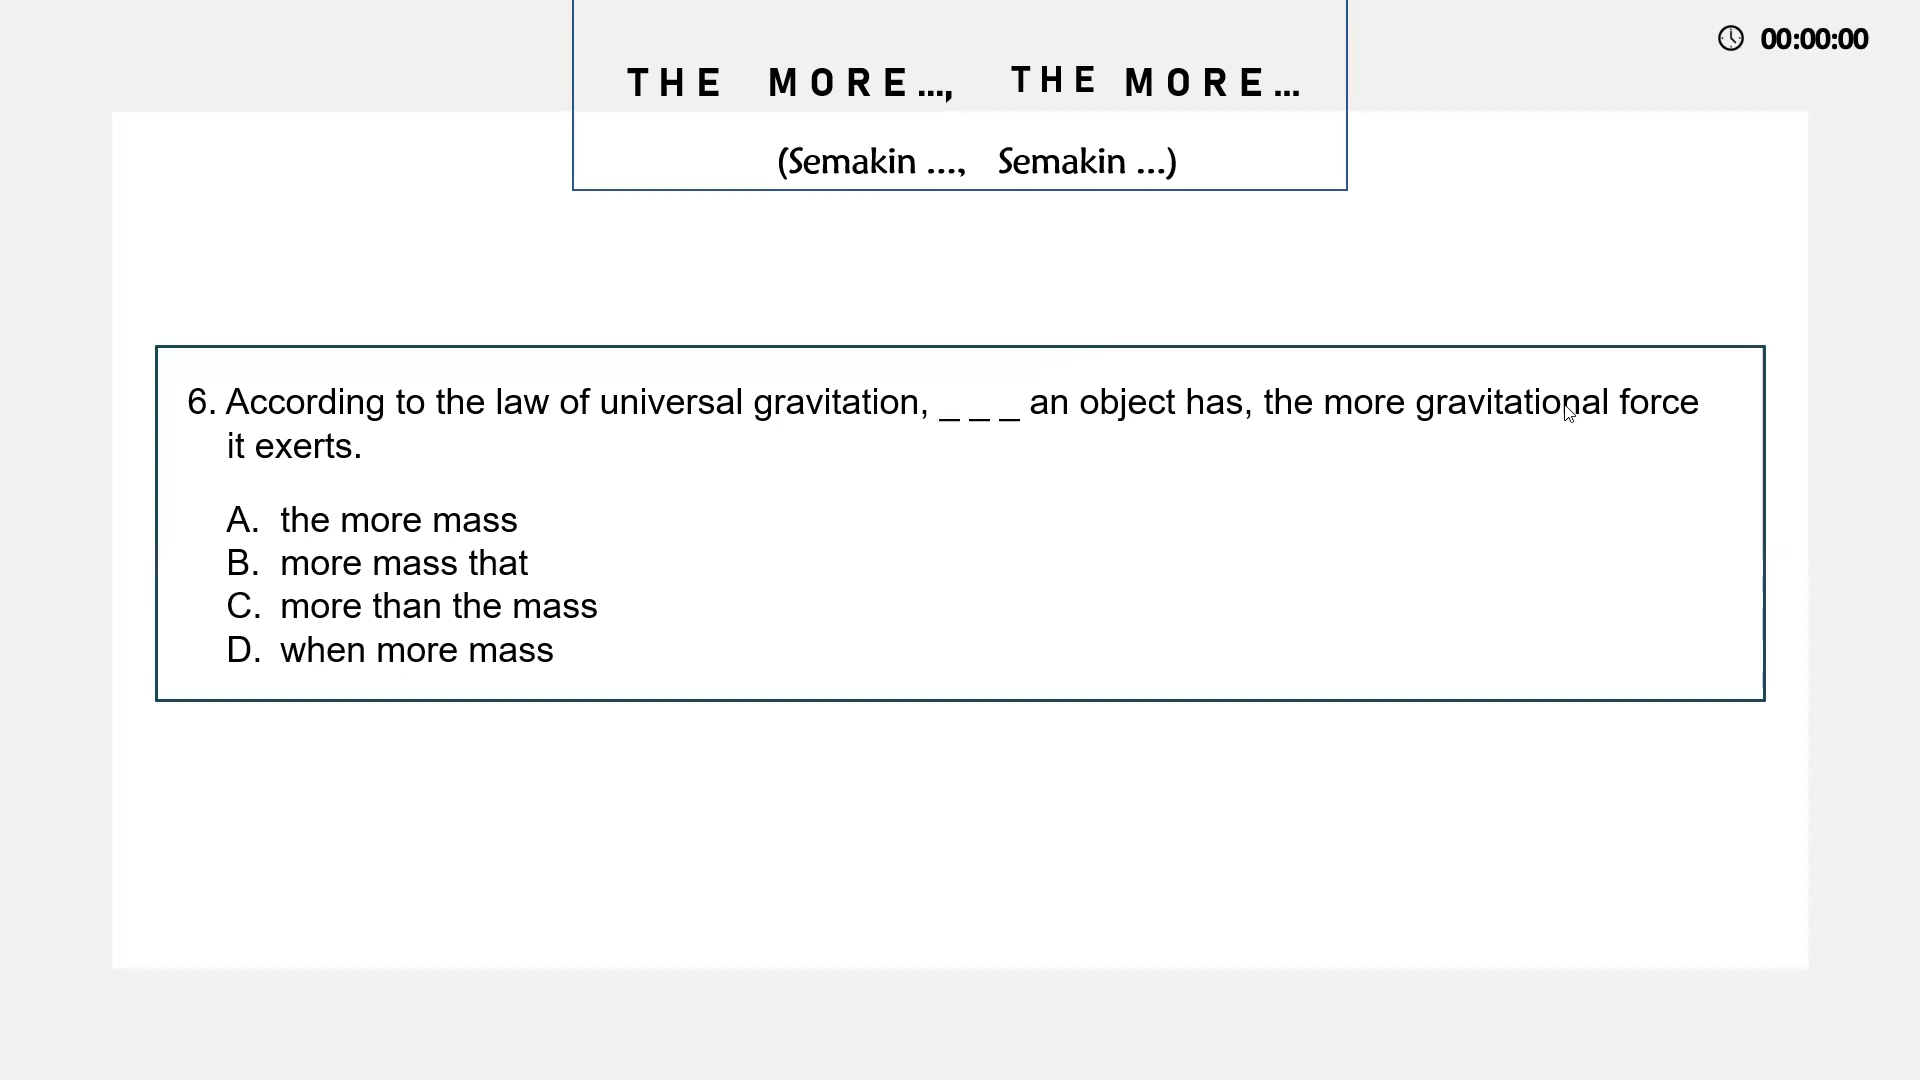 00:00:00
THE MORE..., THE MORE...
(Semakin ..., Semakin ...)
6. According to the law of universal gravitation, _ _ _ an object has, the more gravitational force
it exerts.
A. the more mass
B. more mass that
C. more than the mass
D. when more mass